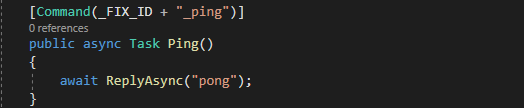 [Command(_FIX_ID + "_ping")]
0 references
public async Task Ping()
{
await ReplyAsync("pong");
}